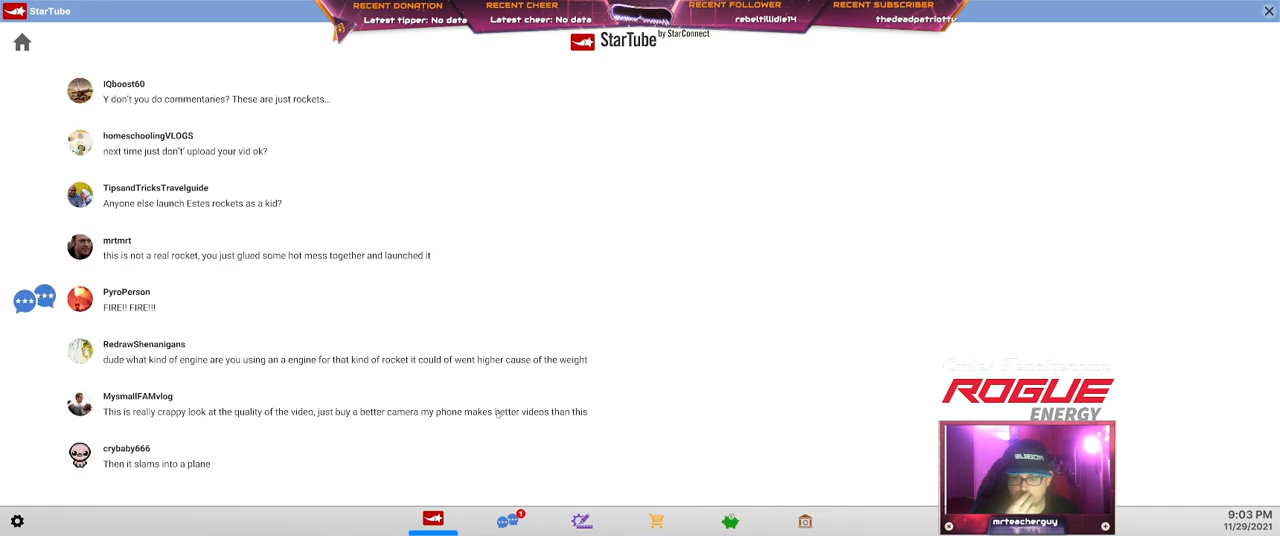 StarTube
RECENT DONATION
Latest tipper: No data
RECENT CHEER
Latest cheer: No data
RECENT FOLLOWER
rebeltillidie14
RECENT SUBSCRIBER
thedeadpatriotty
StarTube by StarConnect
IQboost60
Y don't you do commentaries? These are just rockets...
homeschoolingVLOGS
next time just don't' upload your vid ok?
TipsandTricksTravelguide
Anyone else launch Estes rockets as a kid?
mrtmrt
this is not a real rocket, you just glued some hot mess together and launched it
PyroPerson
FIRE!! FIRE!!!
RedrawShenanigans
dude what kind of engine are you using an a engine for that kind of rocket it could of went higher cause of the weight
MysmallFAMvlog
This is really crappy look at the quality of the video, just buy a better camera my phone makes better videos than this
crybaby666
Then it slams into a plane
ROGUE
ENERGY
mrteacherguy
1
9:03 PM
11/29/2021